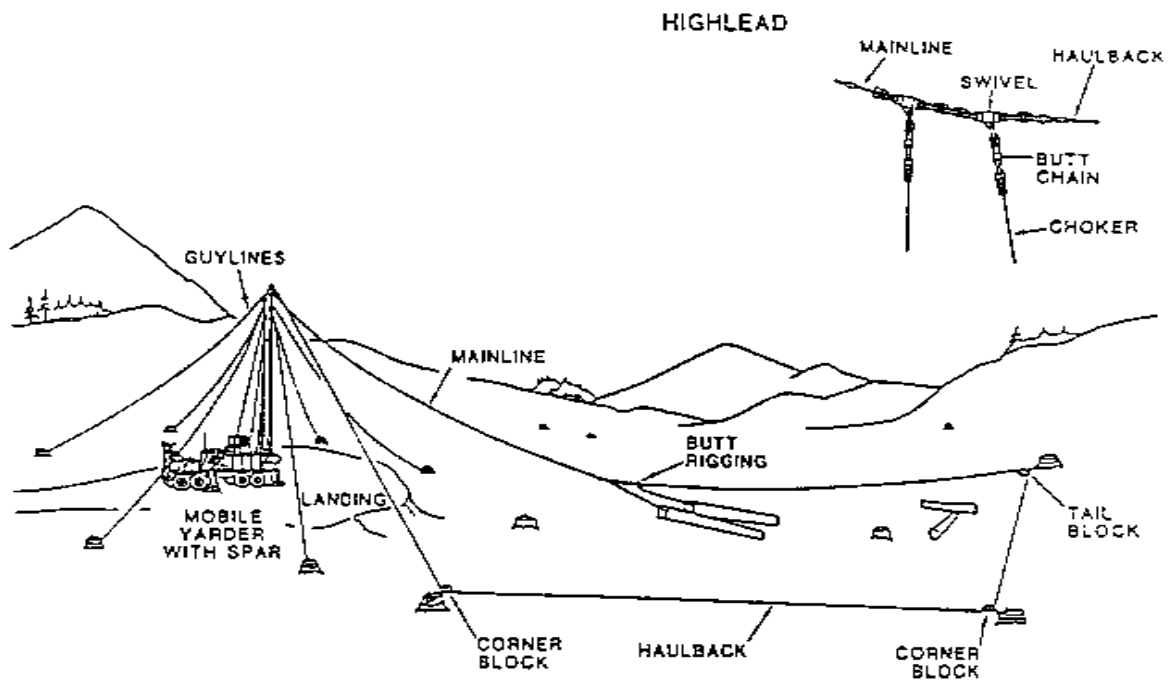 HIGHLEAD
MAINLINE
HAULBACK
SWIVEL
BUTT
CHAIN
CHOKER
GUYLINES
MAINLINE
BUTT
RIGGING
LANDING
MOBILE
YARDER
WITH SPAR
TAIL
BLOCK
CORNER
BLOCK
HAULBACK
CORNER
BLOCK